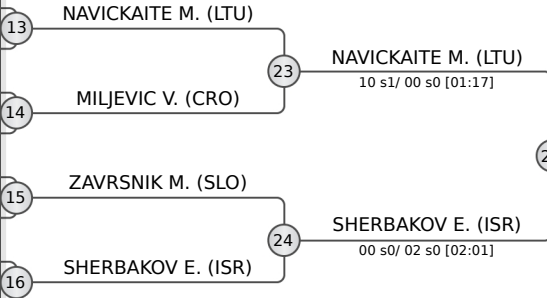 NAVICKAITE M. (LTU)
13
NAVICKAITE M. (LTU)
23
10 s1/ 00 s0 [01:17]
MILJEVIC V. (CRO)
14
ZAVRSNIK M. (SLO)
15
SHERBAKOV E. (ISR)
24
00 s0/ 02 s0 [02:01]
SHERBAKOV E. (ISR)
16